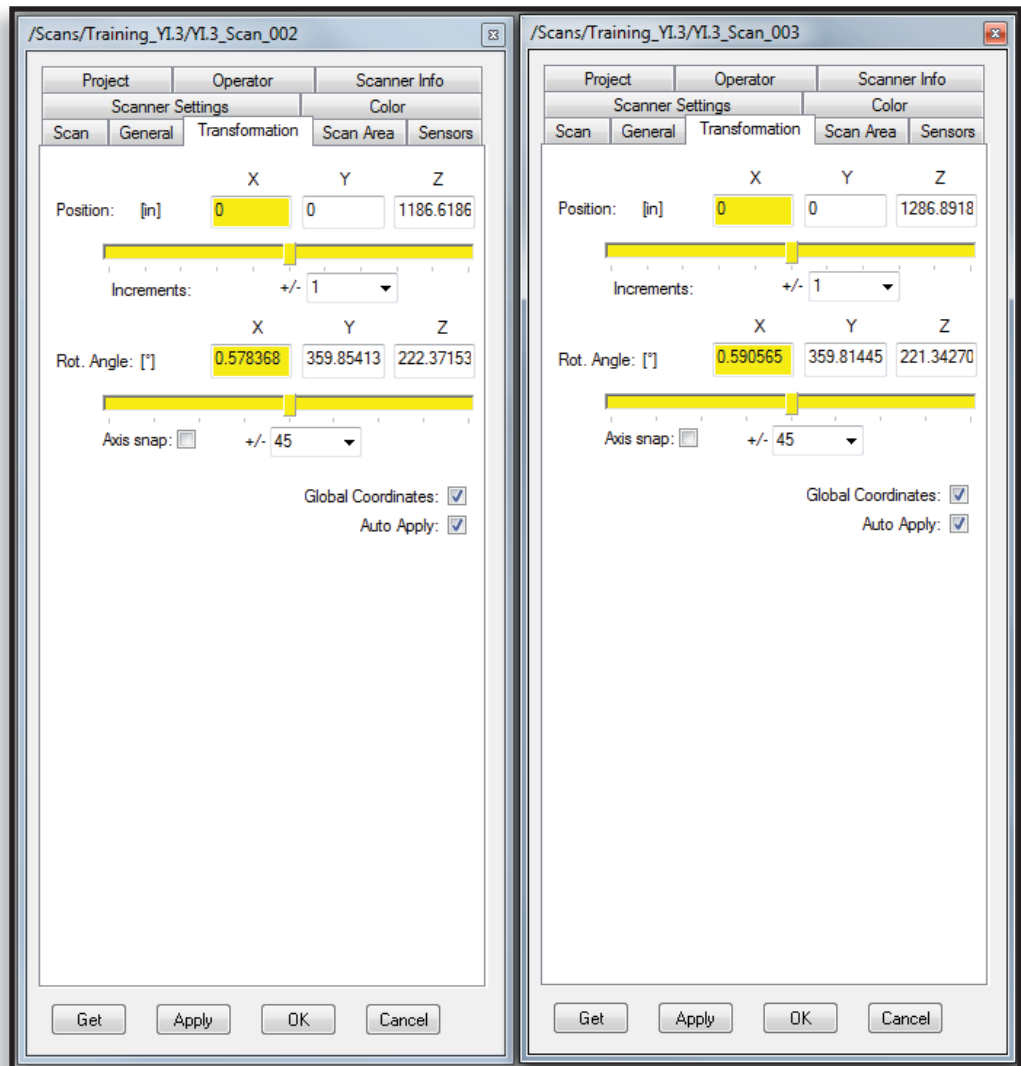 /Scans/Training_YI.3/YI.3_Scan_002
Project Operator Scanner Info
Scanner Settings Color
Scan General Transformation Scan Area Sensors
X Y Z
Position: [in] 0 0 1186.6186
Increments: +/- 1
X Y Z
Rot. Angle: [°] 0.578368 359.85413 222.37153
Axis snap: +/- 45
Global Coordinates:
Auto Apply:
Get Apply OK Cancel
/Scans/Training_YI.3/YI.3_Scan_003
Project Operator Scanner Info
Scanner Settings Color
Scan General Transformation Scan Area Sensors
X Y Z
Position: [in] 0 0 1286.8918
Increments: +/- 1
X Y Z
Rot. Angle: [°] 0.590565 359.81445 221.34270
Axis snap: +/- 45
Global Coordinates:
Auto Apply:
Get Apply OK Cancel